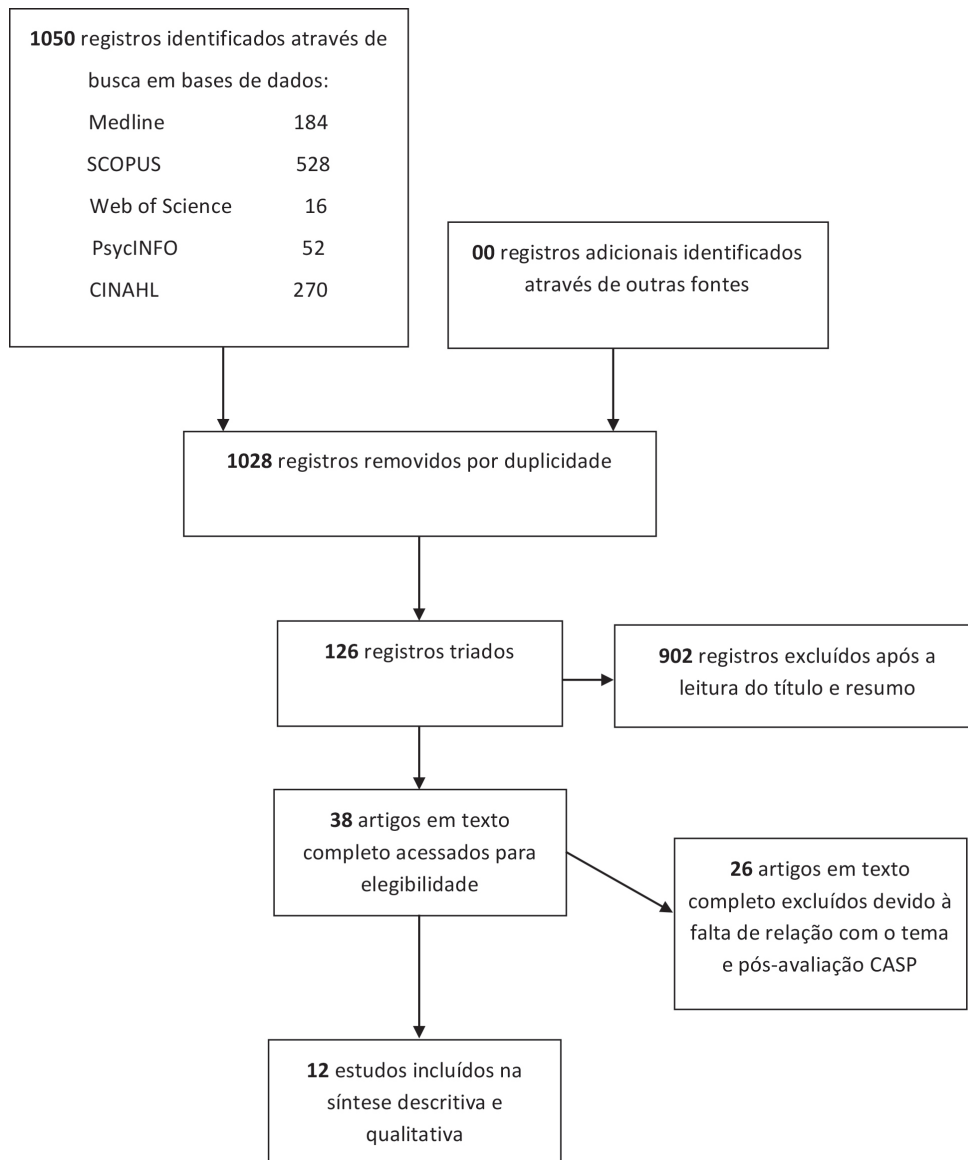 1050 registros identificados através de
busca em bases de dados:
Medline 184
SCOPUS 528
Web of Science 16
PsycINFO 52
CINAHL 270
00 registros adicionais identificados
através de outras fontes
1028 registros removidos por duplicidade
126 registros triados
902 registros excluídos após a
leitura do título e resumo
38 artigos em texto
completo acessados para
elegibilidade
26 artigos em texto
completo excluídos devido à
falta de relação com o tema
e pós-avaliação CASP
12 estudos incluídos na
síntese descritiva e
qualitativa